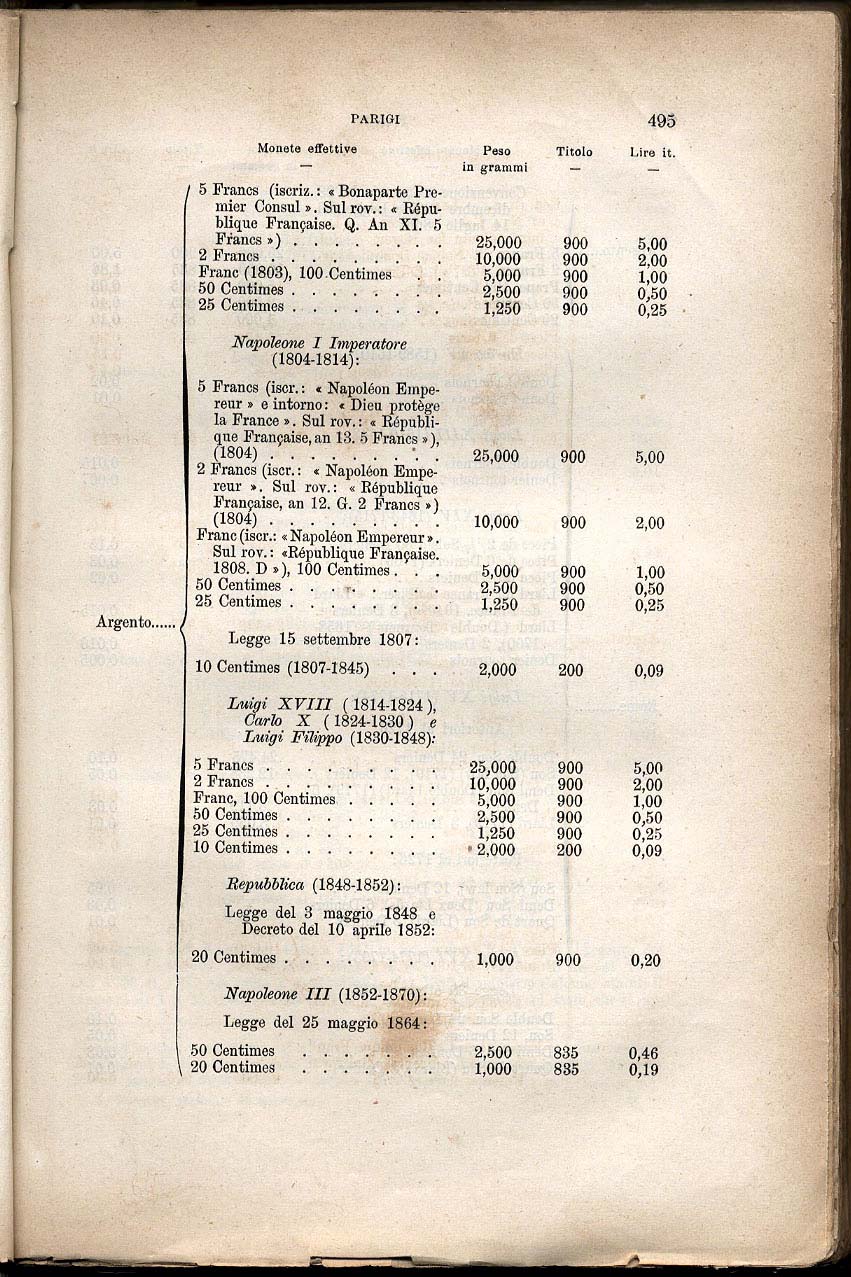 PARIGI 495
Monete effettive Peso in grammi Titolo Lire it.
5 Francs (iscriz.: « Bonaparte Pre-
mier Consul ». Sul rov.: « Répu-
blique Française. Q. An XI. 5
Francs ») . . . . . . . . 25,000 900 5,00
2 Francs . . . . . . . . . 10,000 900 2,00
Franc (1803), 100 Centimes . . 5,000 900 1,00
50 Centimes . . . . . . . . 2,500 900 0,50
25 Centimes . . . . . . . . 1,250 900 0,25
Napoleone I Imperatore
(1804-1814):
5 Francs (iscr.: « Napoléon Empe-
reur » e intorno: « Dieu protège
la France ». Sul rov.: « Républi-
que Française, an 13. 5 Francs »),
(1804) . . . . . . . . . 25,000 900 5,00
2 Francs (iscr.: « Napoléon Empe-
reur ». Sul rov.: « République
Française, an 12. G. 2 Francs »)
(1804) . . . . . . . . . 10,000 900 2,00
Franc (iscr.: « Napoléon Empereur ».
Sul rov.: «République Française.
1808. D »), 100 Centimes . . . 5,000 900 1,00
50 Centimes . . . . . . . . 2,500 900 0,50
25 Centimes . . . . . . . . 1,250 900 0,25
Argento......
Legge 15 settembre 1807:
10 Centimes (1807-1845) . . . 2,000 200 0,09
Luigi XVIII (1814-1824),
Carlo X (1824-1830) e
Luigi Filippo (1830-1848):
5 Francs . . . . . . . . . 25,000 900 5,00
2 Francs . . . . . . . . . 10,000 900 2,00
Franc, 100 Centimes . . . . . 5,000 900 1,00
50 Centimes . . . . . . . . 2,500 900 0,50
25 Centimes . . . . . . . . 1,250 900 0,25
10 Centimes . . . . . . . . 2,000 200 0,09
Repubblica (1848-1852):
Legge del 3 maggio 1848 e
Decreto del 10 aprile 1852:
20 Centimes . . . . . . . . 1,000 900 0,20
Napoleone III (1852-1870):
Legge del 25 maggio 1864:
50 Centimes . . . . . . . 2,500 835 0,46
20 Centimes . . . . . . . 1,000 835 0,19